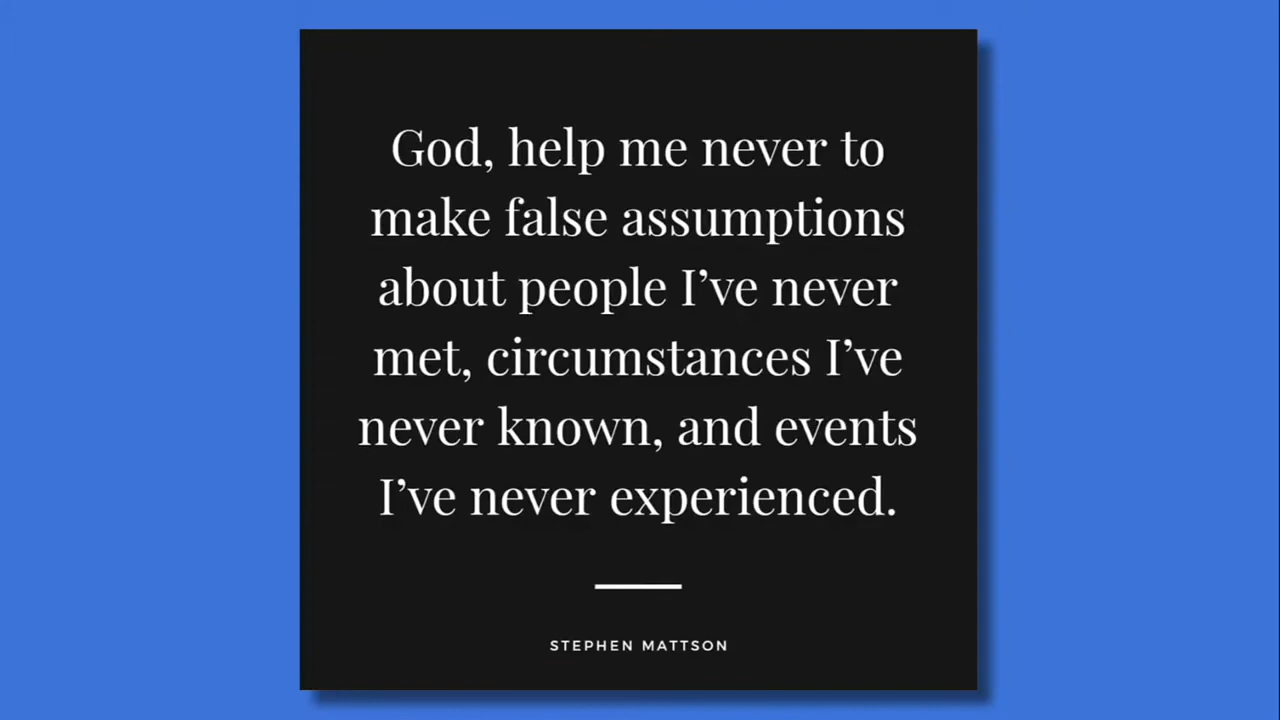 God, help me never to
make false assumptions
about people I’ve never
met, circumstances I’ve
never known, and events
I’ve never experienced.
STEPHEN MATTSON